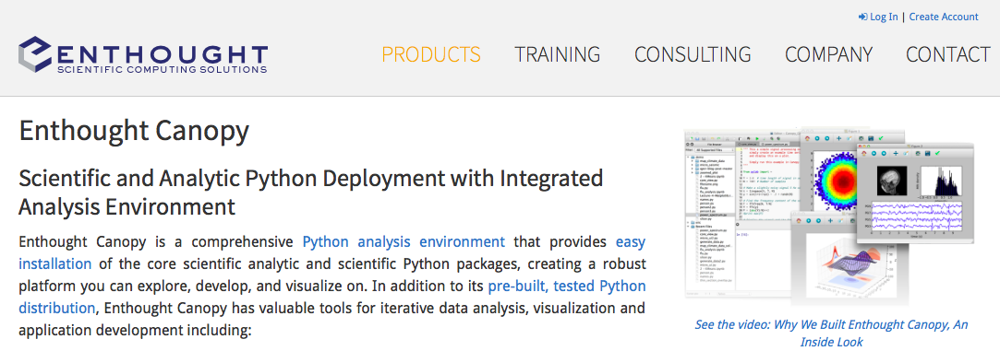 Log In | Create Account
ENTHOUGHT
SCIENTIFIC COMPUTING SOLUTIONS
PRODUCTS TRAINING CONSULTING COMPANY CONTACT
Enthought Canopy
Scientific and Analytic Python Deployment with Integrated
Analysis Environment
Enthought Canopy is a comprehensive Python analysis environment that provides easy
installation of the core scientific analytic and scientific Python packages, creating a robust
platform you can explore, develop, and visualize on. In addition to its pre-built, tested Python
distribution, Enthought Canopy has valuable tools for iterative data analysis, visualization and
application development including:
See the video: Why We Built Enthought Canopy, An
Inside Look